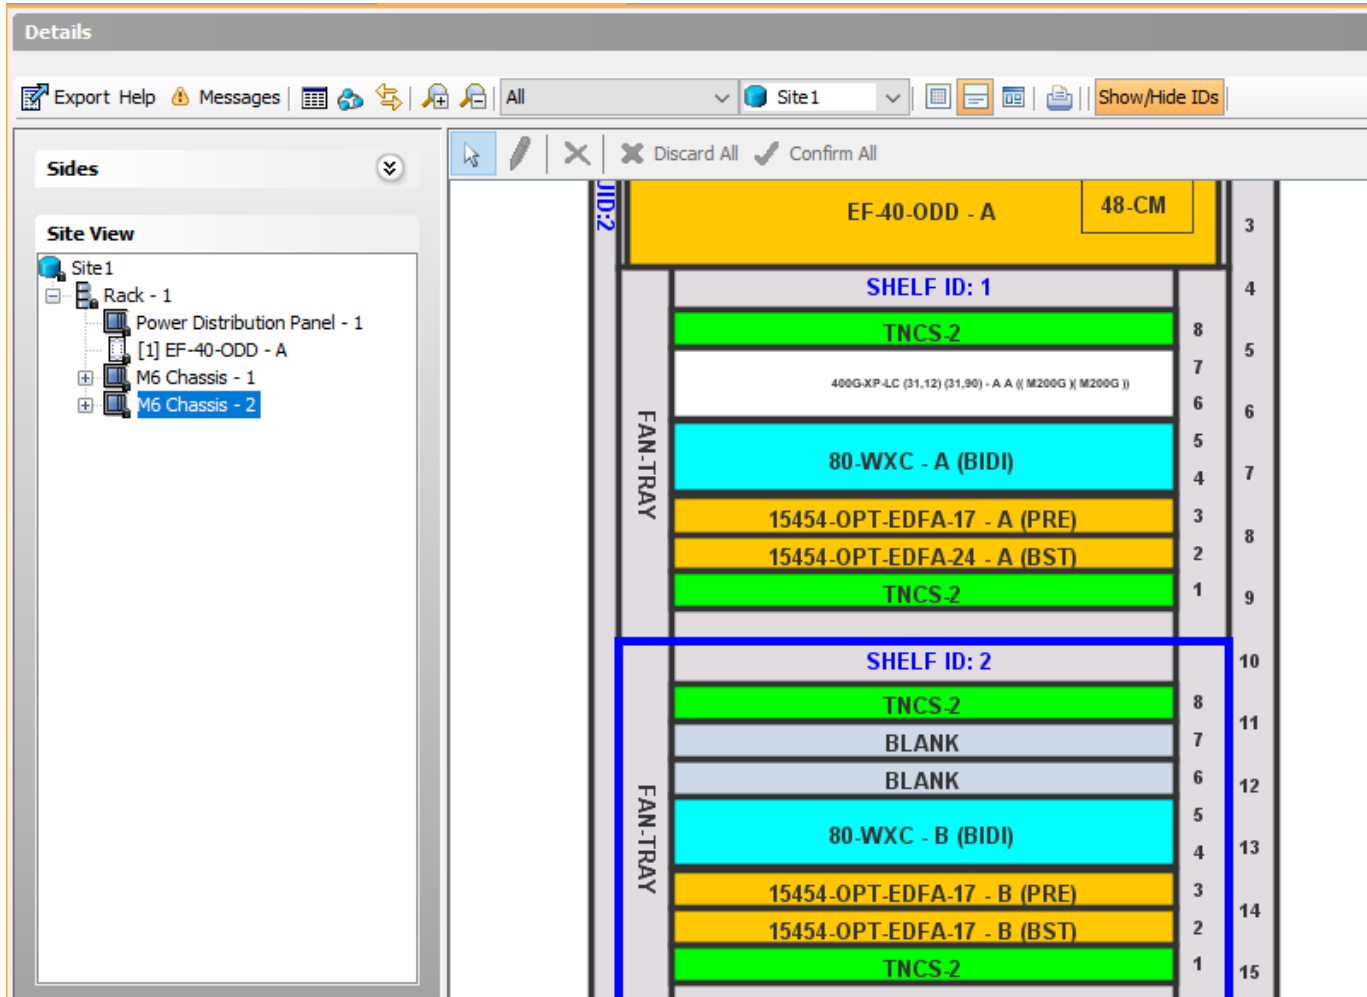 Details
Export Help Messages All Site1 Show/Hide IDs
Discard All Confirm All
Sides
Site View
Site1
Rack - 1
Power Distribution Panel - 1
[1] EF-40-ODD - A
M6 Chassis - 1
M6 Chassis - 2
EF-40-ODD - A
48-CM
3
SHELF ID: 1
4
TNCS-2
8
5
400G-XP-LC (31,12) (31,90) - A A (( M200G )( M200G ))
7
6
6
FAN-TRAY
80-WXC - A (BIDI)
5
4
7
15454-OPT-EDFA-17 - A (PRE)
3
8
15454-OPT-EDFA-24 - A (BST)
2
TNCS-2
1
9
SHELF ID: 2
10
TNCS-2
8
11
BLANK
7
BLANK
6
12
FAN-TRAY
80-WXC - B (BIDI)
5
4
13
15454-OPT-EDFA-17 - B (PRE)
3
14
15454-OPT-EDFA-17 - B (BST)
2
TNCS-2
1
15